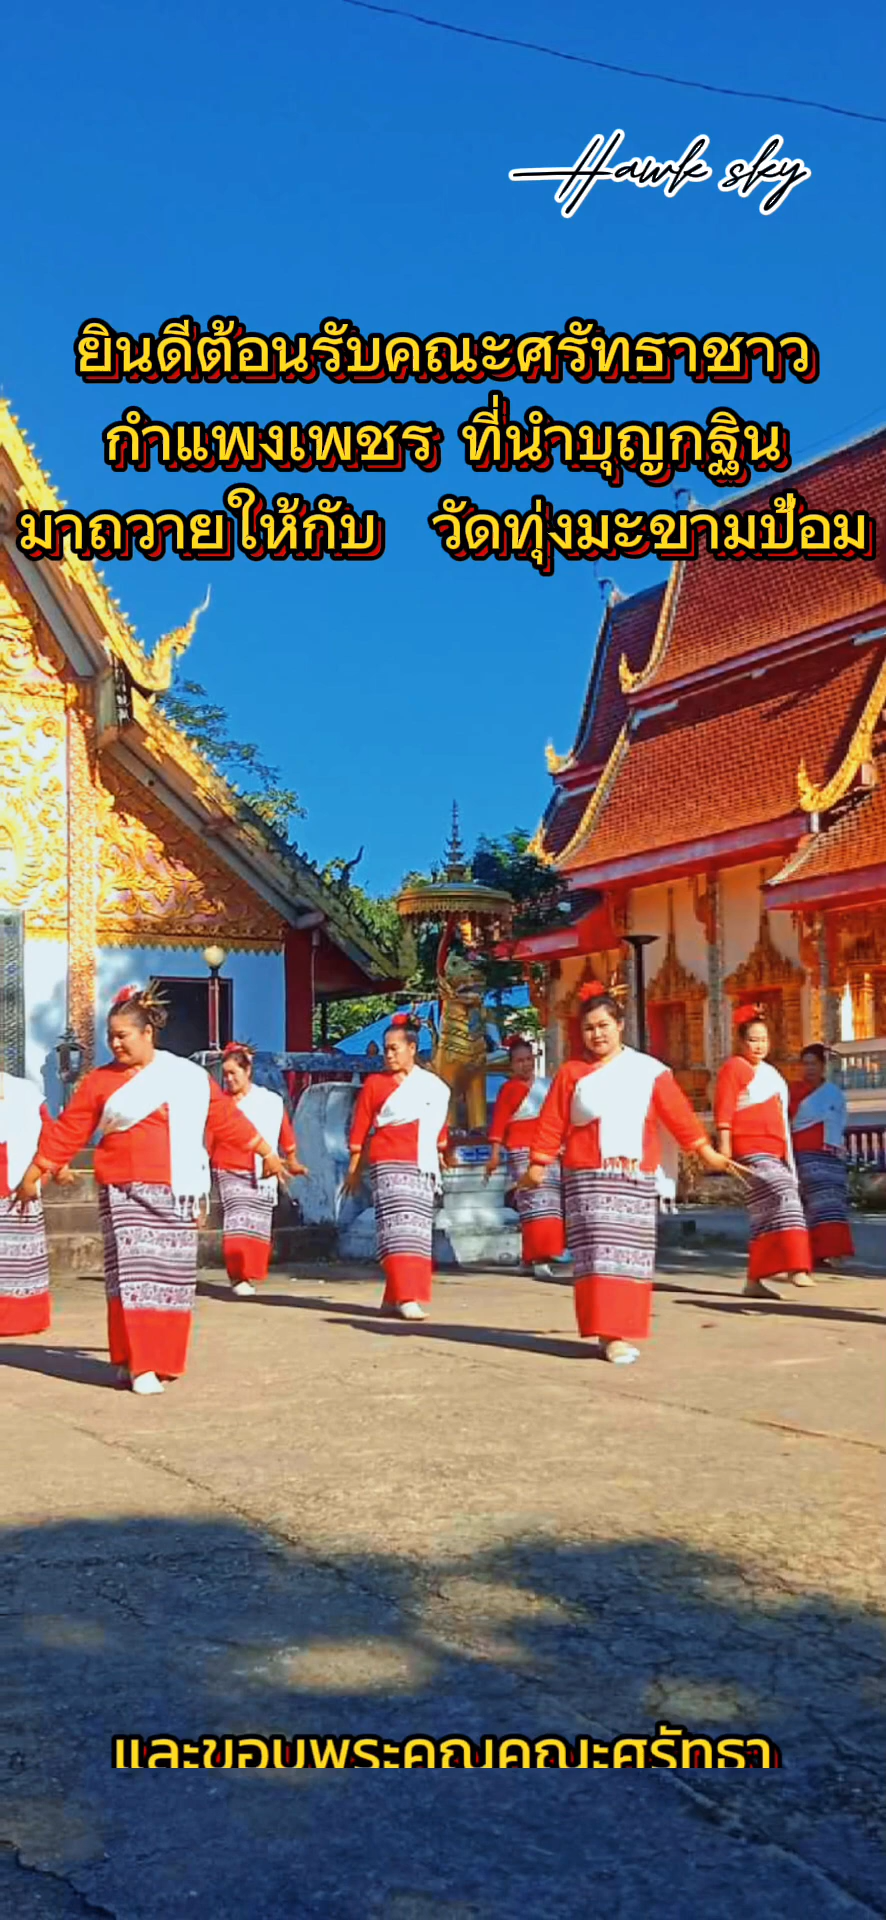 Hawk sky
ยินดีต้อนรับคณะศรัทธาชาว
กำแพงเพชร ที่นำบุญกฐิน
มาถวายให้กับ วัดทุ่งมะขามป้อม
และขอบพระคุณคณะศรัทธา